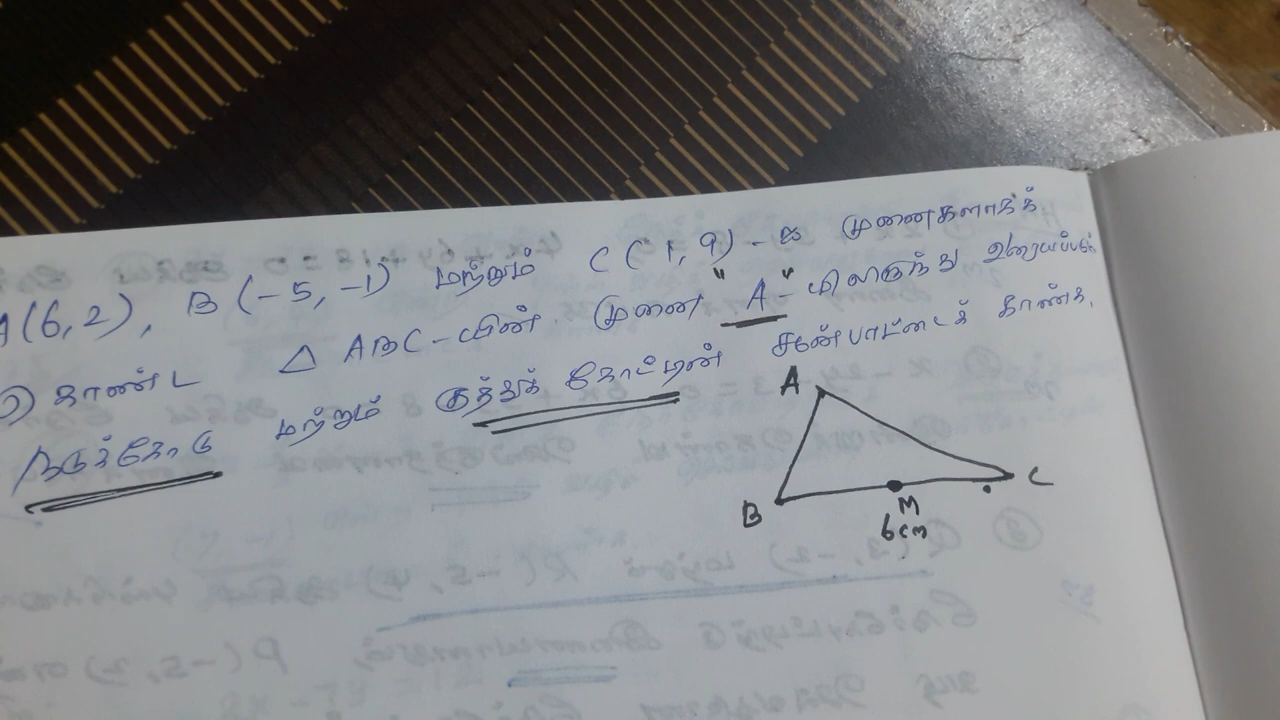 A(6,2), B(-5,-1) மற்றும் C(1,9)-ஐ முனைகளாகக்
காண்ட △ ABC-யின் முனை "A"-யிலிருந்து வரையப்படும்
நடுக்கோடு மற்றும் குத்துக் கோட்டின் சமன்பாட்டைக் காண்க.
A
B
M
C
6cm